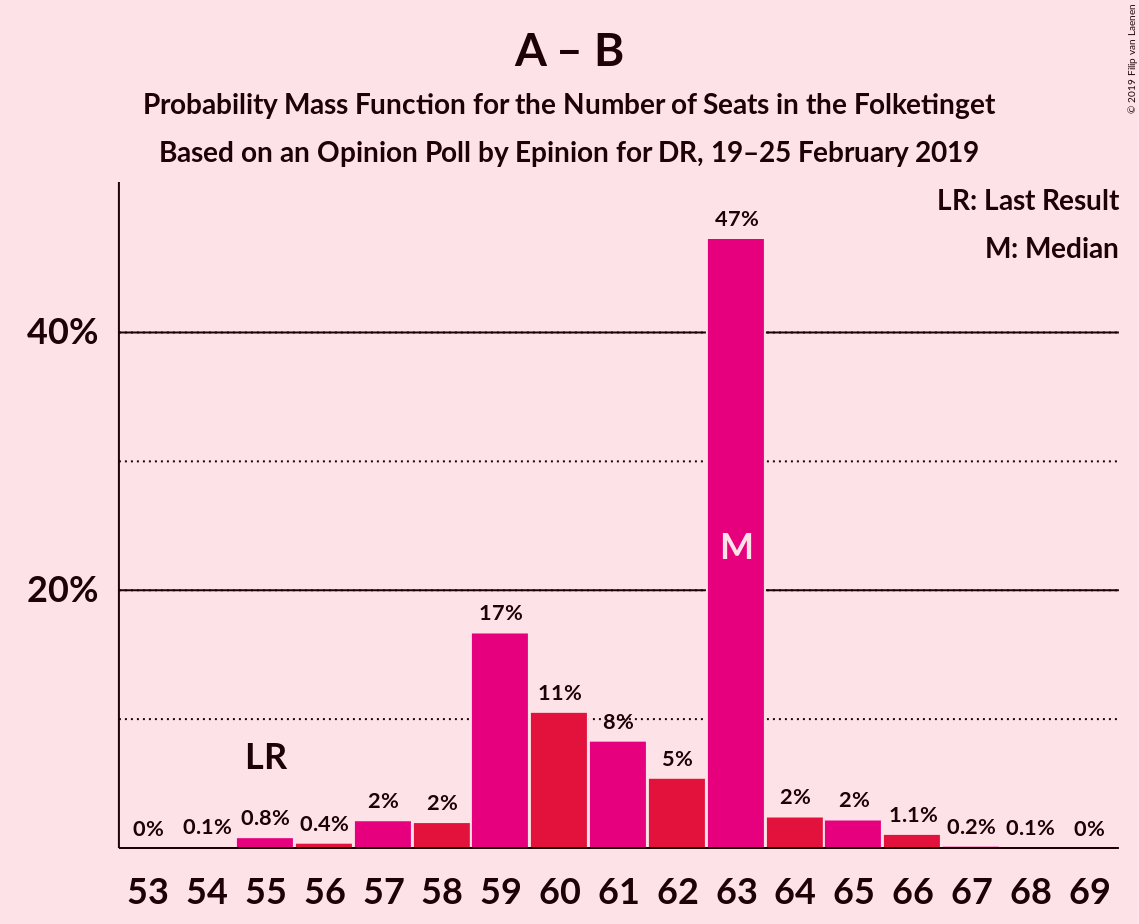 A – B
Probability Mass Function for the Number of Seats in the Folketinget
Based on an Opinion Poll by Epinion for DR, 19–25 February 2019
© 2019 Filip van Laenen
LR: Last Result
M: Median
47%
40%
M
20%
17%
11%
8%
LR
5%
2%
2%
2%
2%
0%
0.1%
0.8%
0.4%
1.1%
0.2%
0.1%
0%
53 54 55 56 57 58 59 60 61 62 63 64 65 66 67 68 69